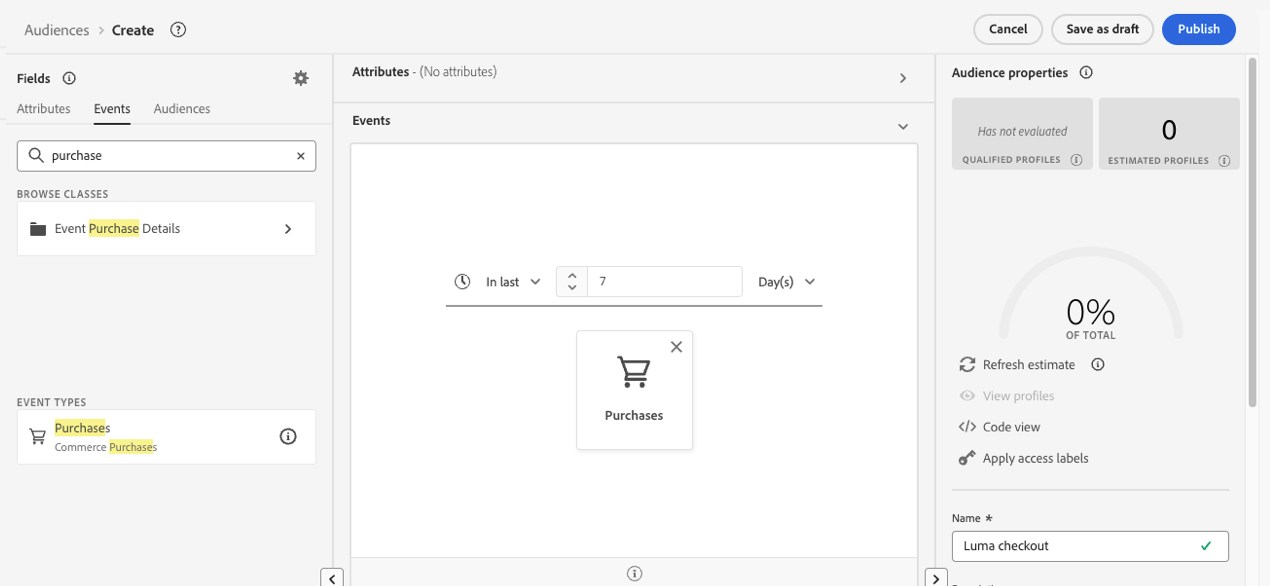 Audiences > Create
Cancel
Save as draft
Publish
Fields
Attributes
Events
Audiences
purchase
BROWSE CLASSES
Event Purchase Details
EVENT TYPES
Purchases
Commerce Purchases
Attributes - (No attributes)
Events
In last
7
Day(s)
Purchases
Audience properties
Has not evaluated
QUALIFIED PROFILES
0
ESTIMATED PROFILES
0%
OF TOTAL
Refresh estimate
View profiles
Code view
Apply access labels
Name *
Luma checkout